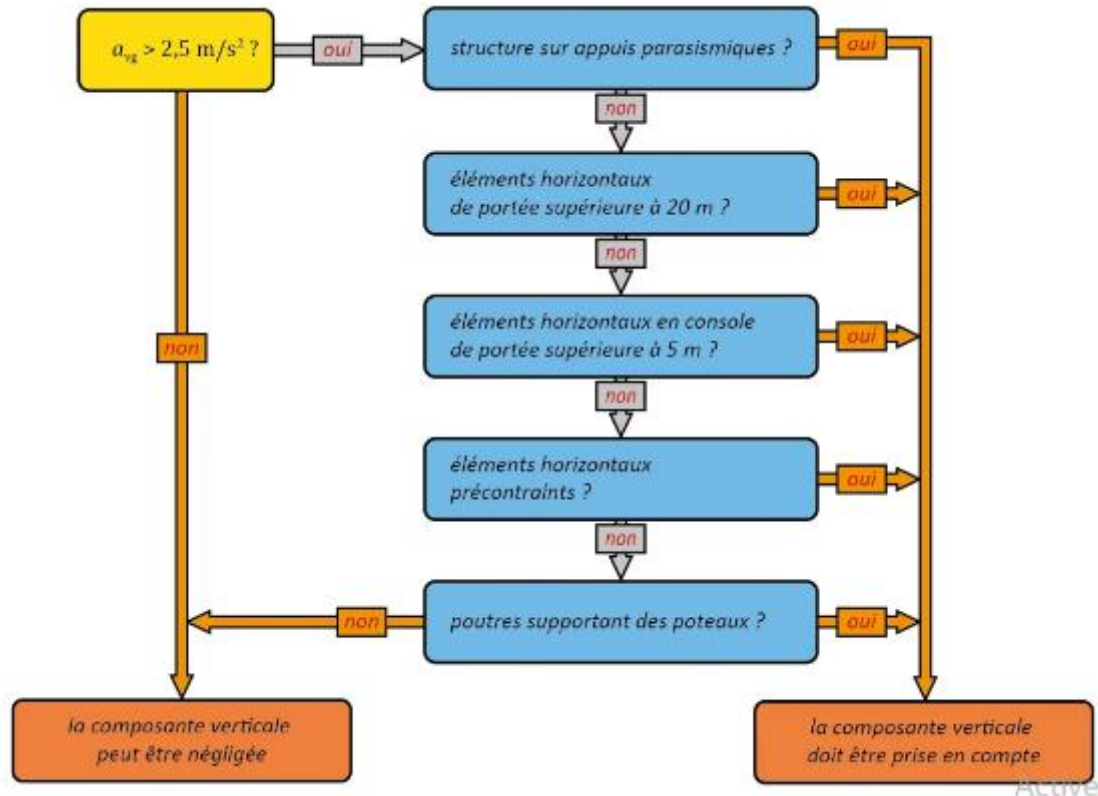 a_vg > 2,5 m/s² ?
oui
structure sur appuis parasismiques ?
oui
non
éléments horizontaux
de portée supérieure à 20 m ?
oui
non
éléments horizontaux en console
de portée supérieure à 5 m ?
oui
non
non
éléments horizontaux
précontraints ?
oui
non
poutres supportant des poteaux ?
non
oui
la composante verticale
peut être négligée
la composante verticale
doit être prise en compte
Active